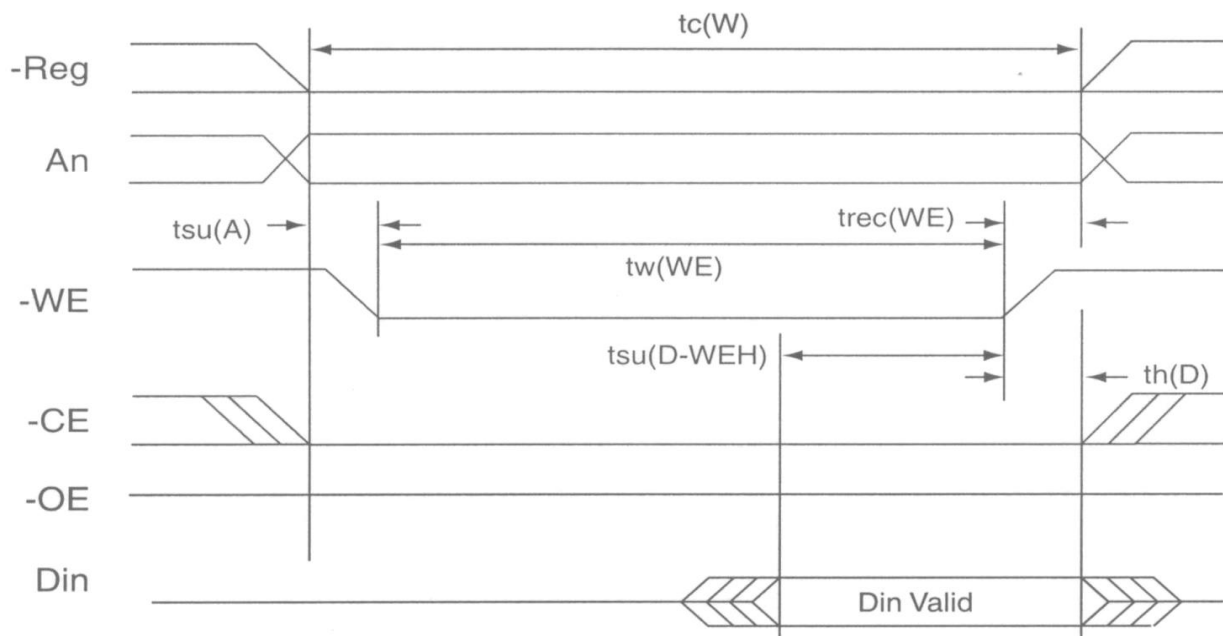 tc(W)
-Reg
An
tsu(A)
trec(WE)
tw(WE)
-WE
tsu(D-WEH)
th(D)
-CE
-OE
Din
Din Valid